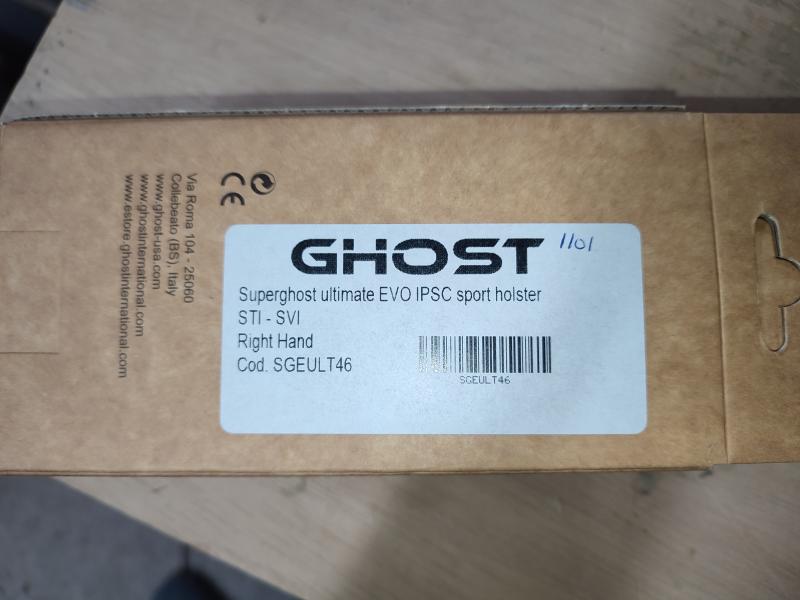 GHOST
1101
Superghost ultimate EVO IPSC sport holster
STI - SVI
Right Hand
Cod. SGEULT46
SGEULT46
CE
Via Roma 104 - 25060
Collebeato (BS), Italy
www.ghost-usa.com
www.ghostinternational.com
www.estore-ghostinternational.com